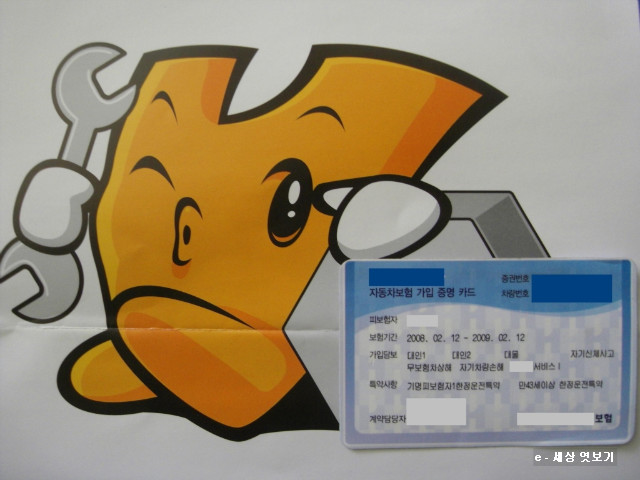 증권번호
자동차보험 가입 증명 카드 차량번호
피보험자
보험기간 2008. 02. 12 - 2009. 02. 12
가입담보 대인1 대인2 대물 자기신체사고
무보험차상해 자기차량손해 서비스 I
특약사항 기명피보험자1한정운전특약 만43세이상 한정운전특약
계약담당자 보험
e - 세상 엿보기